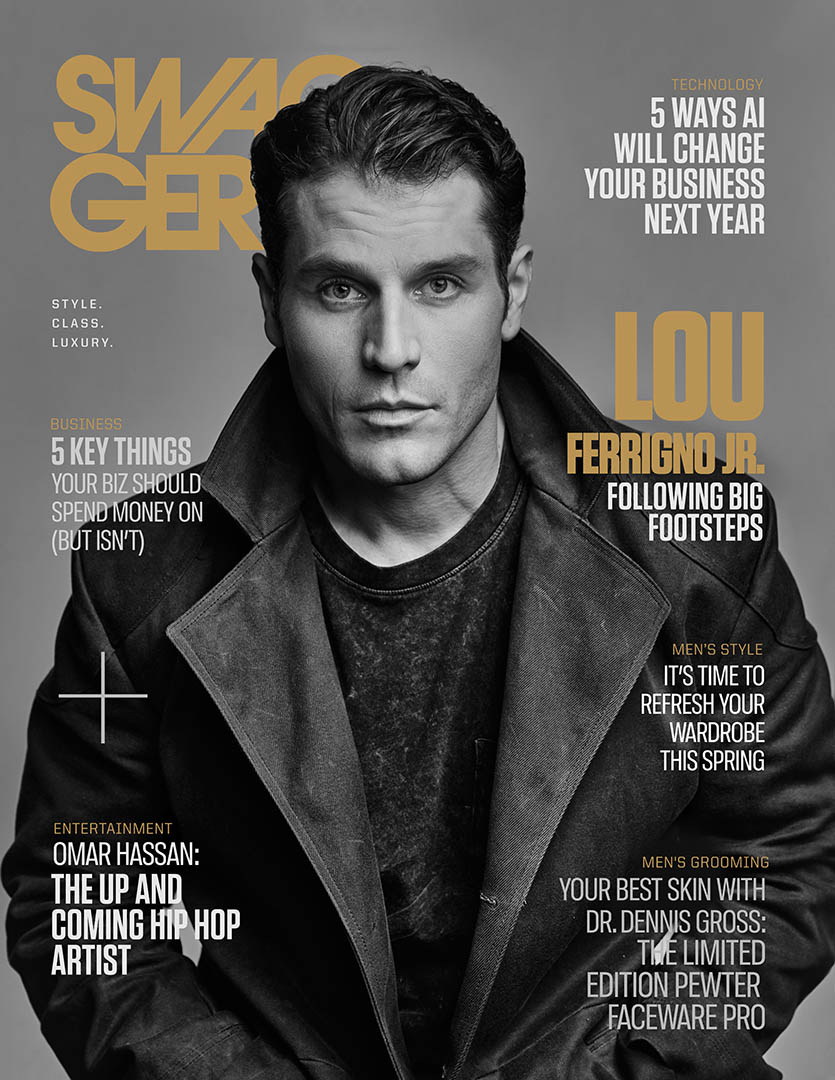 SWAG
GER
STYLE.
CLASS.
LUXURY.
BUSINESS
5 KEY THINGS
YOUR BIZ SHOULD
SPEND MONEY ON
(BUT ISN'T)
ENTERTAINMENT
OMAR HASSAN:
THE UP AND
COMING HIP HOP
ARTIST
TECHNOLOGY
5 WAYS AI
WILL CHANGE
YOUR BUSINESS
NEXT YEAR
LOU
FERRIGNO JR.
FOLLOWING BIG
FOOTSTEPS
MEN'S STYLE
IT'S TIME TO
REFRESH YOUR
WARDROBE
THIS SPRING
MEN'S GROOMING
YOUR BEST SKIN WITH
DR. DENNIS GROSS:
THE LIMITED
EDITION PEWTER
FACEWARE PRO